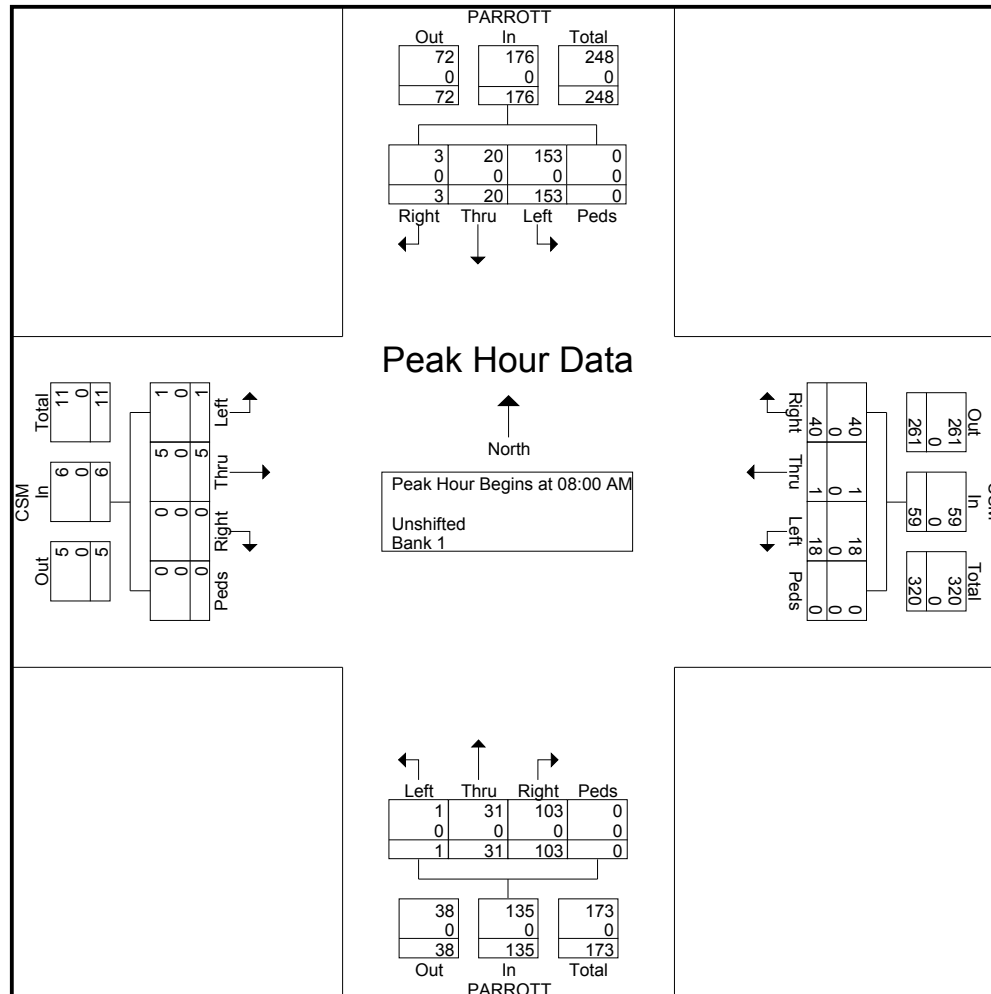 PARROTT
Out In Total
72 176 248
0 0 0
72 176 248
3 20 153 0
0 0 0 0
3 20 153 0
Right Thru Left Peds
Peak Hour Data
North
Peak Hour Begins at 08:00 AM
Unshifted
Bank 1
CSM
Total In Out
11 6 5
0 0 0
11 6 5
1 5 0 0
0 0 0 0
1 5 0 0
Left Thru Right Peds
Right Thru Left Peds
40 1 18 0
0 0 0 0
40 1 18 0
Out In Total
261 59 320
0 0 0
261 59 320
CSM
Left Thru Right Peds
1 31 103 0
0 0 0 0
1 31 103 0
38 135 173
0 0 0
38 135 173
Out In Total
PARROTT